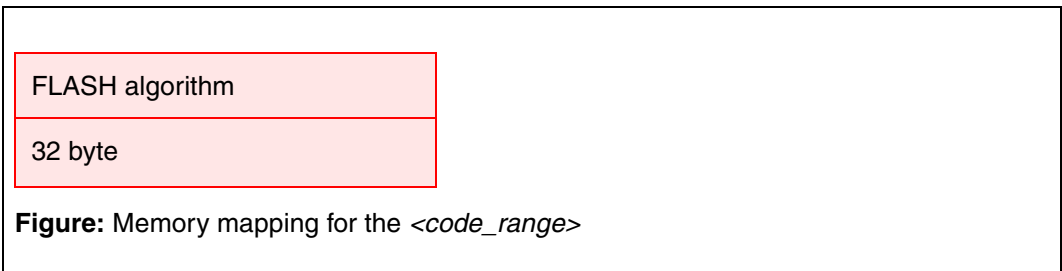 FLASH algorithm
32 byte
Figure: Memory mapping for the <code_range>